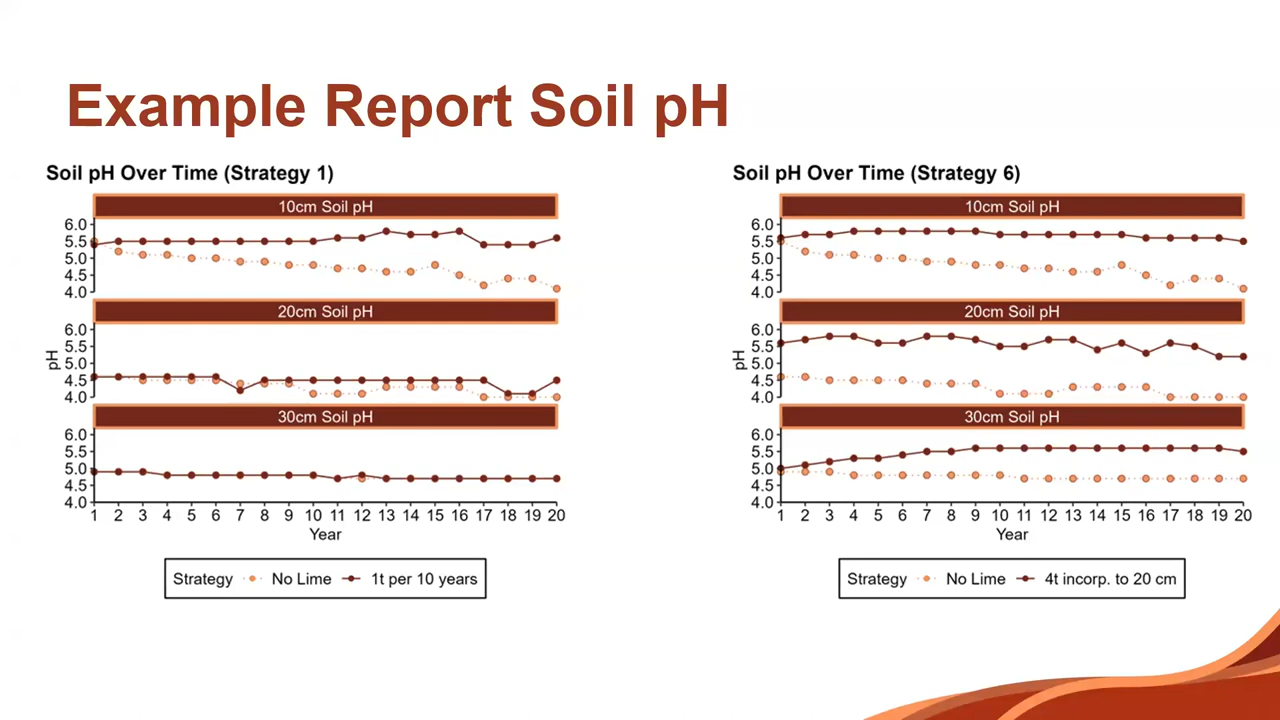 Example Report Soil pH
Soil pH Over Time (Strategy 1)
10cm Soil pH
6.0
5.5
5.0
4.5
4.0
20cm Soil pH
6.0
5.5
5.0
4.5
4.0
pH
30cm Soil pH
6.0
5.5
5.0
4.5
4.0
1 2 3 4 5 6 7 8 9 10 11 12 13 14 15 16 17 18 19 20
Year
Strategy No Lime 1t per 10 years
Soil pH Over Time (Strategy 6)
10cm Soil pH
6.0
5.5
5.0
4.5
4.0
20cm Soil pH
6.0
5.5
5.0
4.5
4.0
pH
30cm Soil pH
6.0
5.5
5.0
4.5
4.0
1 2 3 4 5 6 7 8 9 10 11 12 13 14 15 16 17 18 19 20
Year
Strategy No Lime 4t incorp. to 20 cm